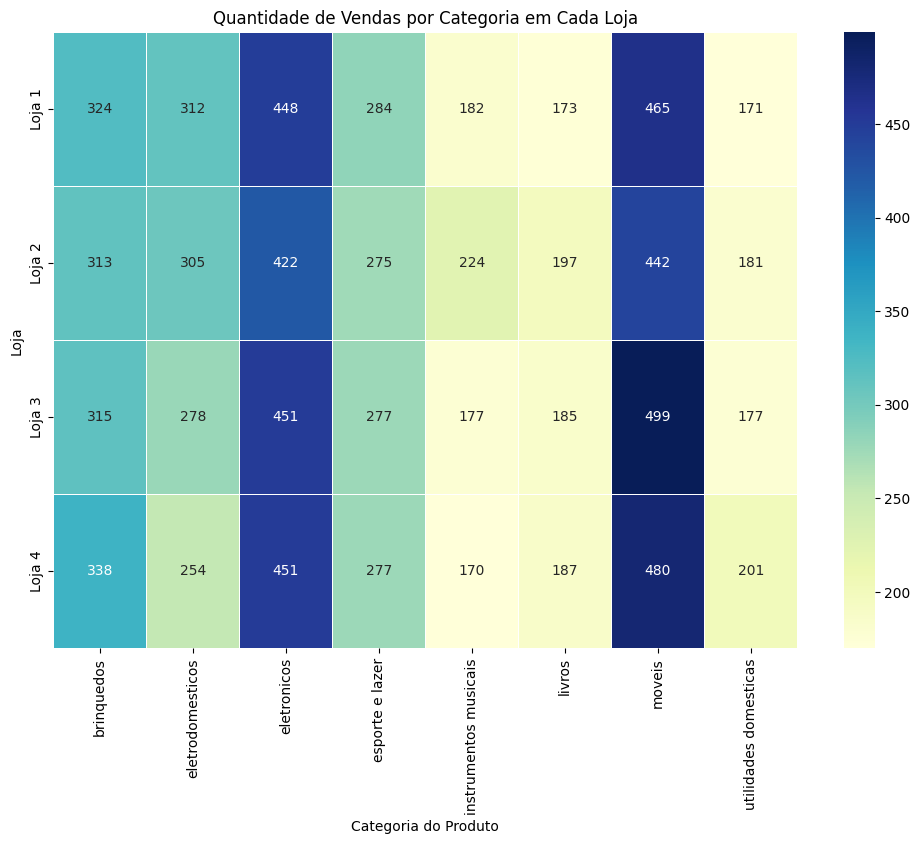 Quantidade de Vendas por Categoria em Cada Loja
Loja
Loja 1
324 312 448 284 182 173 465 171
Loja 2
313 305 422 275 224 197 442 181
Loja 3
315 278 451 277 177 185 499 177
Loja 4
338 254 451 277 170 187 480 201
brinquedos
eletrodomesticos
eletronicos
esporte e lazer
instrumentos musicais
livros
moveis
utilidades domesticas
Categoria do Produto
450
400
350
300
250
200